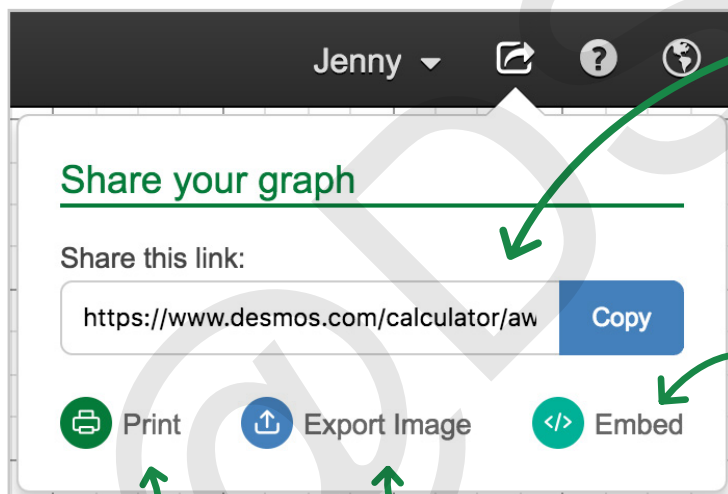 Jenny
Share your graph
Share this link:
https://www.desmos.com/calculator/aw Copy
Print Export Image Embed